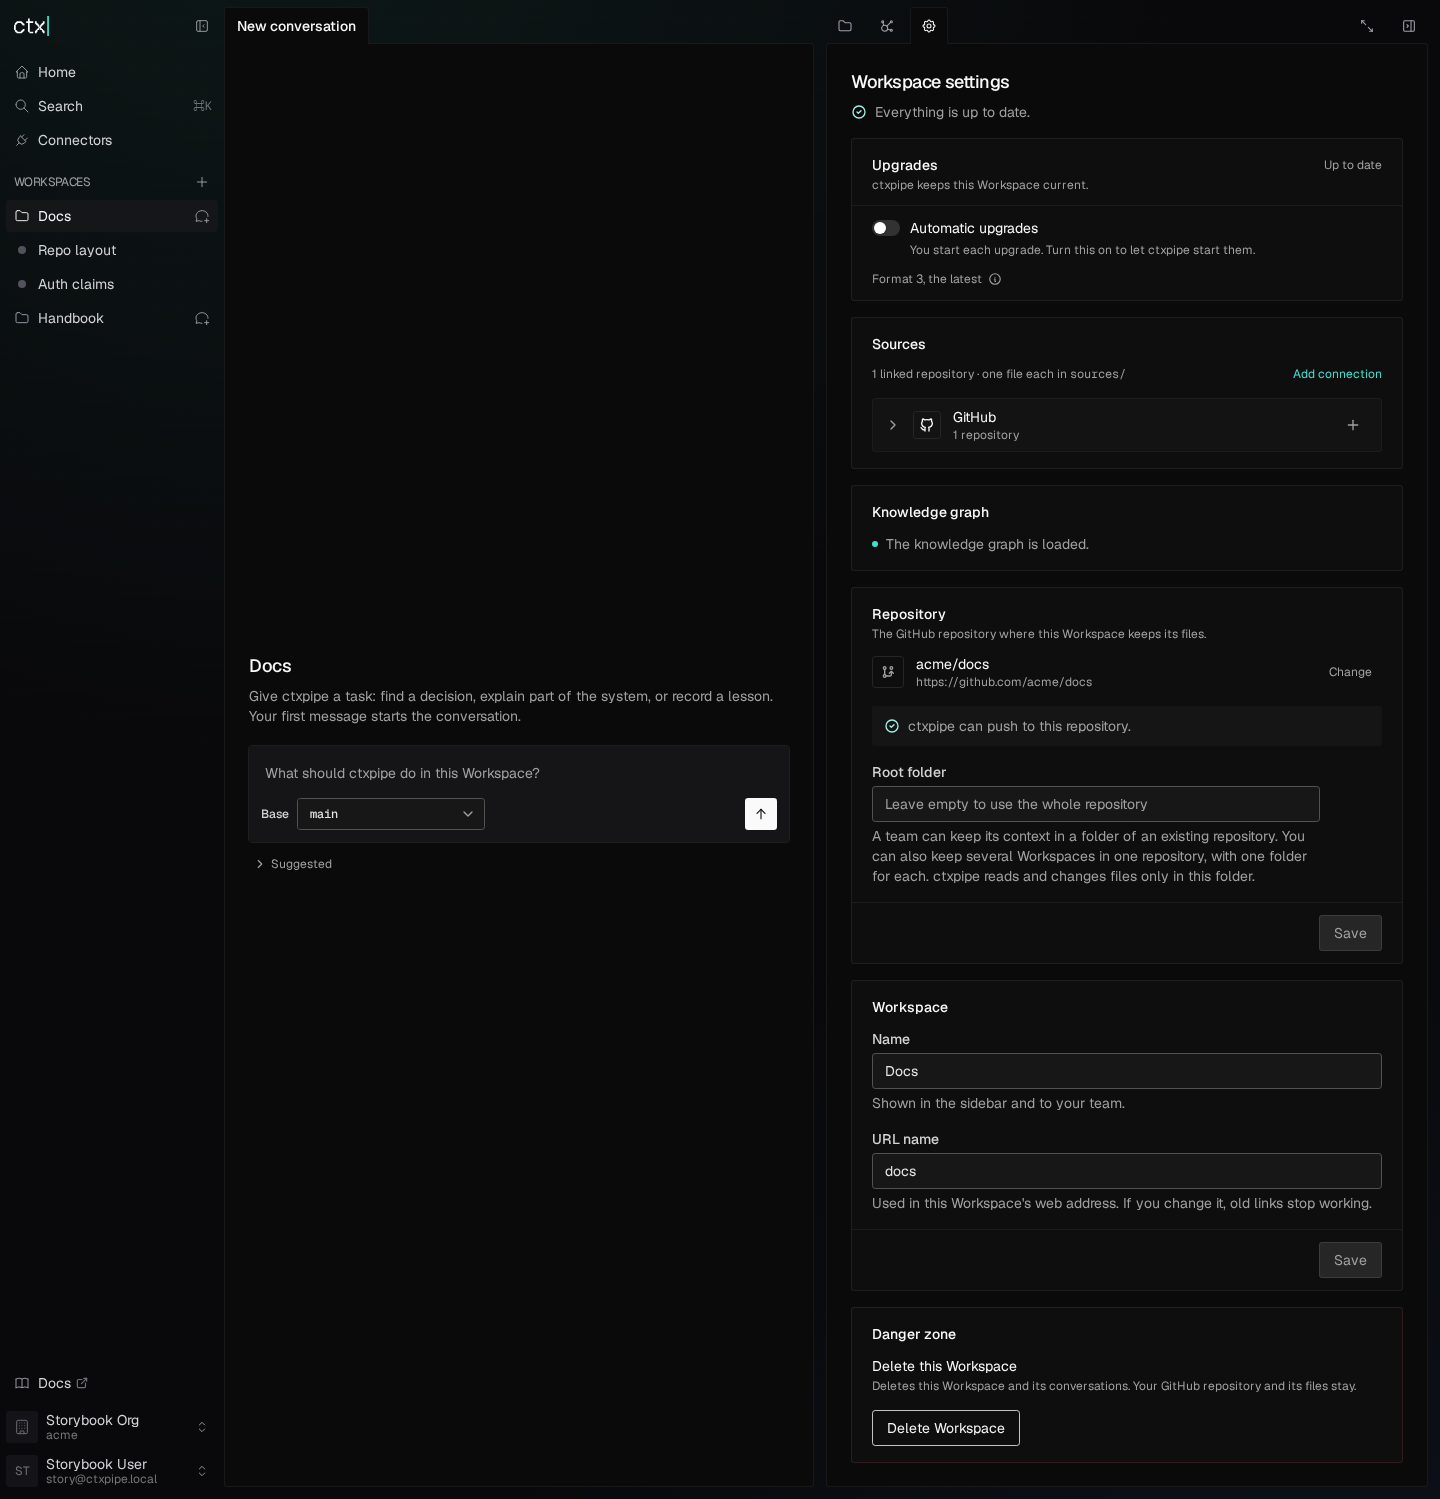 ctx
Home
Search ⌘K
Connectors
WORKSPACES
Docs
Repo layout
Auth claims
Handbook
Docs
Storybook Org
acme
ST
Storybook User
story@ctxpipe.local
New conversation
Docs
Give ctxpipe a task: find a decision, explain part of the system, or record a lesson.
Your first message starts the conversation.
What should ctxpipe do in this Workspace?
Base main
Suggested
Workspace settings
Everything is up to date.
Upgrades Up to date
ctxpipe keeps this Workspace current.
Automatic upgrades
You start each upgrade. Turn this on to let ctxpipe start them.
Format 3, the latest
Sources
1 linked repository · one file each in sources/ Add connection
GitHub
1 repository
Knowledge graph
The knowledge graph is loaded.
Repository
The GitHub repository where this Workspace keeps its files.
acme/docs
https://github.com/acme/docs
Change
ctxpipe can push to this repository.
Root folder
Leave empty to use the whole repository
A team can keep its context in a folder of an existing repository. You
can also keep several Workspaces in one repository, with one folder
for each. ctxpipe reads and changes files only in this folder.
Save
Workspace
Name
Docs
Shown in the sidebar and to your team.
URL name
docs
Used in this Workspace's web address. If you change it, old links stop working.
Save
Danger zone
Delete this Workspace
Deletes this Workspace and its conversations. Your GitHub repository and its files stay.
Delete Workspace